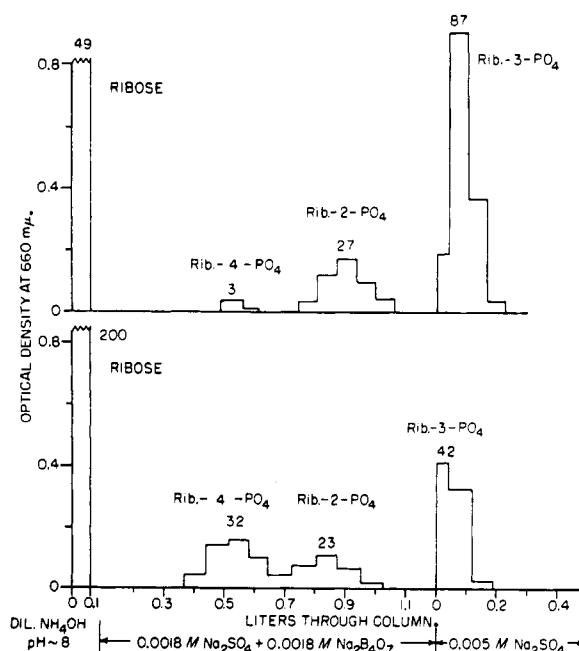 49
87
0.8
RIBOSE
Rib.-3-PO4
Rib.-2-PO4
0.4
Rib.-4-PO4
27
3
0
OPTICAL DENSITY AT 660 mµ.
0.8
200
RIBOSE
Rib.-3-PO4
42
0.4
Rib.-4-PO4
Rib.-2-PO4
32
23
0
0 0.1 0.3 0.5 0.7 0.9 1.1 0 0.2 0.4
DIL. NH4OH
pH~8
LITERS THROUGH COLUMN.
0.0018 M Na2SO4 + 0.0018 M Na2B4O7
0.005 M Na2SO4